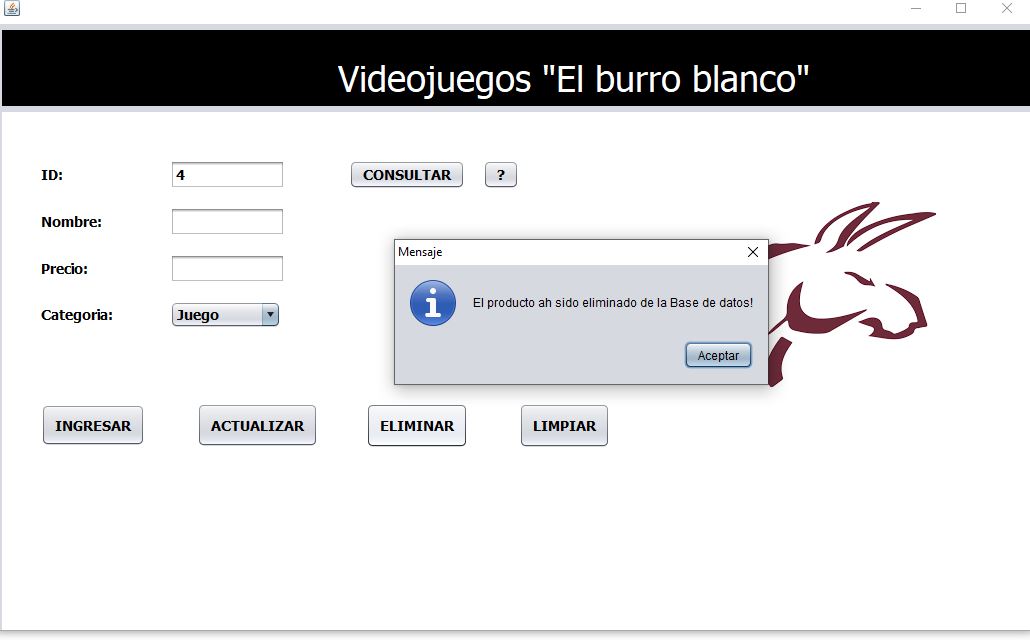 Videojuegos "El burro blanco"
ID:
4
CONSULTAR
?
Nombre:
Precio:
Categoria:
Juego
Mensaje
El producto ah sido eliminado de la Base de datos!
Aceptar
INGRESAR
ACTUALIZAR
ELIMINAR
LIMPIAR